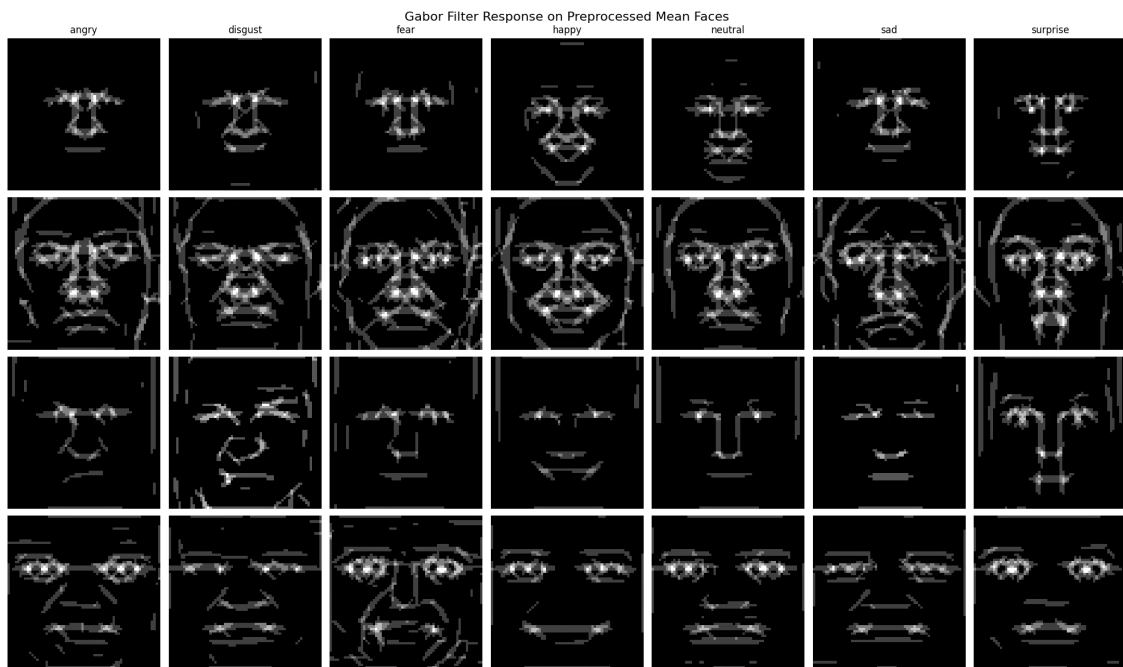 Gabor Filter Response on Preprocessed Mean Faces
angry disgust fear happy neutral sad surprise